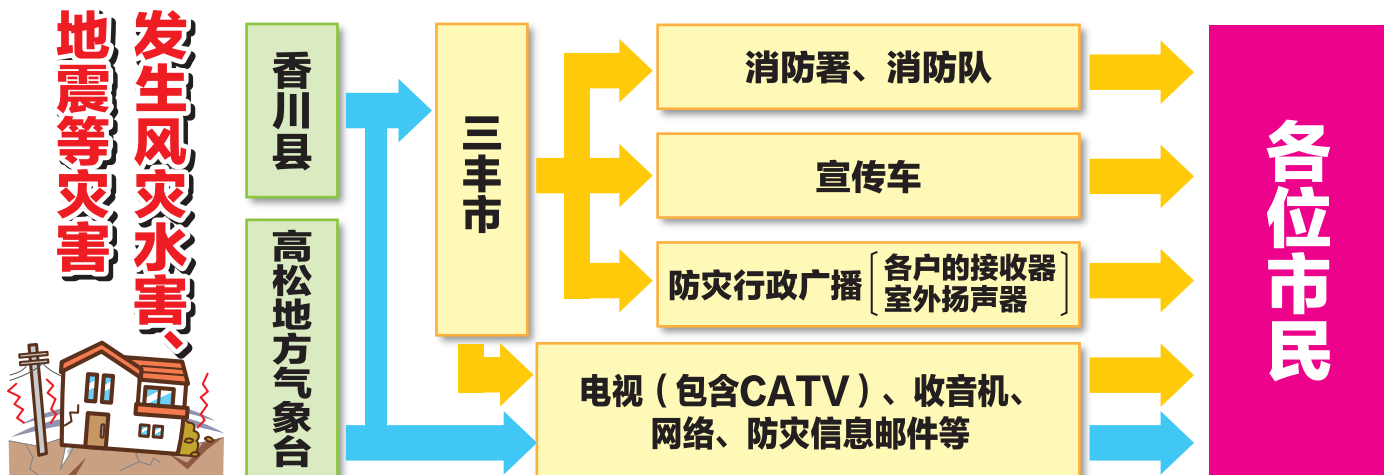 发生风灾水害、
地震等灾害
香川县
高松地方气象台
三丰市
消防署、消防队
宣传车
防灾行政广播
各户的接收器
室外扬声器
电视（包含CATV）、收音机、
网络、防灾信息邮件等
各位市民